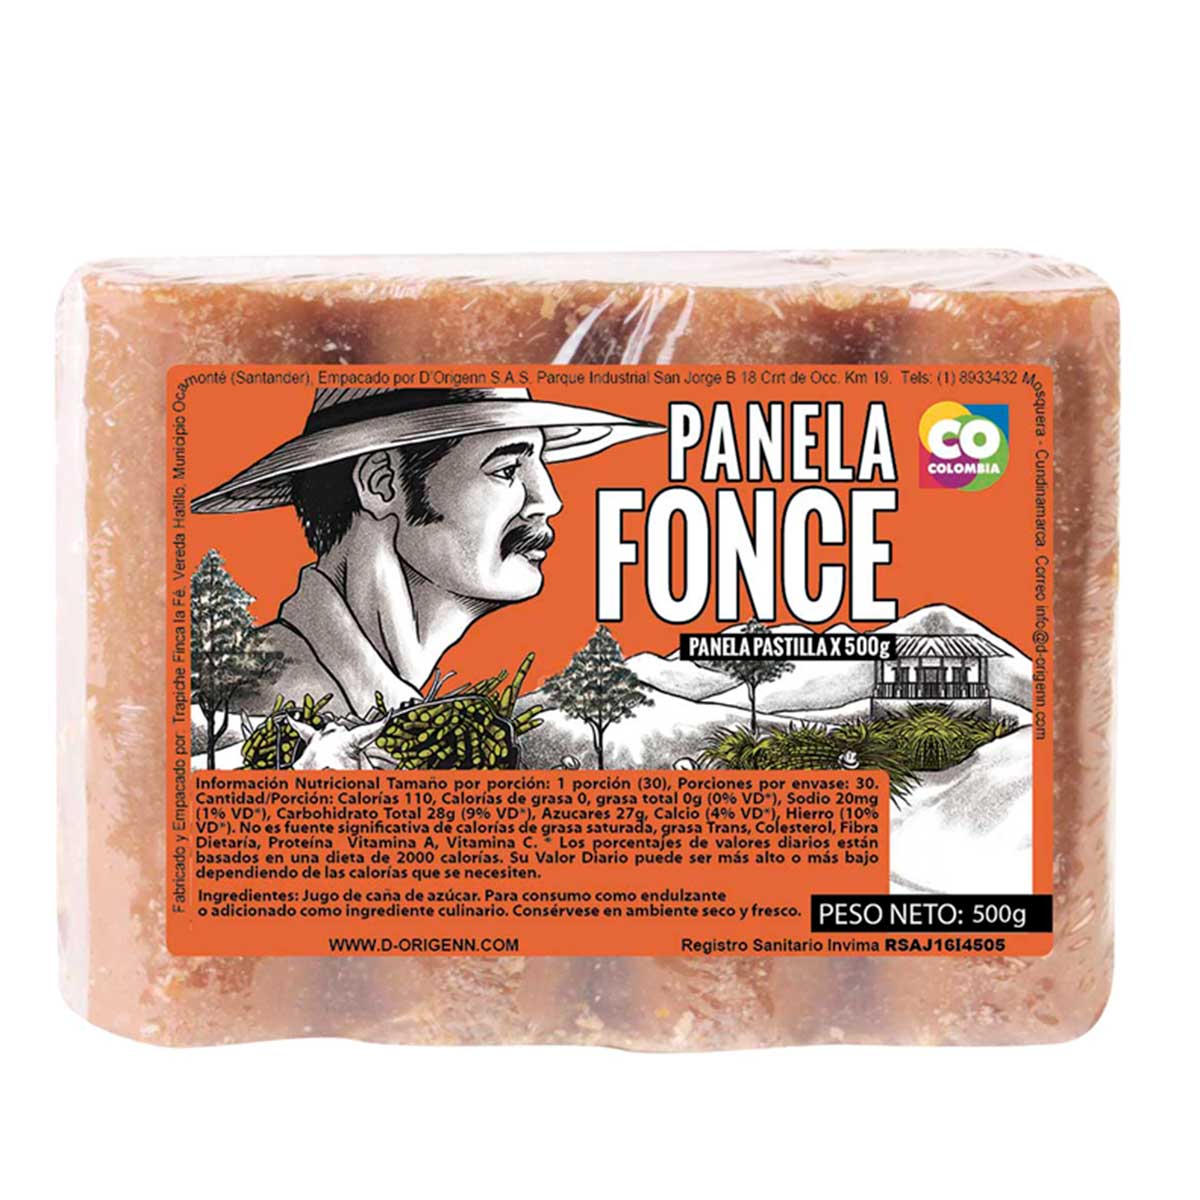 Fabricado y Empacado por: Trapiche Finca la Fé. Vereda Hatillo, Municipio Ocamonté (Santander), Empacado por D'Origenn S.A.S. Parque Industrial San Jorge B 18 Crrt de Occ. Km 19. Tels: (1) 8933432 Mosquera - Cundinamarca. Correo info@d-origenn.com
PANELA
FONCE
CO
COLOMBIA
PANELA PASTILLA X 500g
Información Nutricional Tamaño por porción: 1 porción (30), Porciones por envase: 30.
Cantidad/Porción: Calorías 110, Calorías de grasa 0, grasa total 0g (0% VD*), Sodio 20mg
(1% VD*), Carbohidrato Total 28g (9% VD*), Azucares 27g, Calcio (4% VD*), Hierro (10%
VD*). No es fuente significativa de calorías de grasa saturada, grasa Trans, Colesterol, Fibra
Dietaría, Proteína Vitamina A, Vitamina C. * Los porcentajes de valores diarios están
basados en una dieta de 2000 calorías. Su Valor Diario puede ser más alto o más bajo
dependiendo de las calorías que se necesiten.
Ingredientes: Jugo de caña de azúcar. Para consumo como endulzante
o adicionado como ingrediente culinario. Consérvese en ambiente seco y fresco.
PESO NETO: 500g
WWW.D-ORIGENN.COM
Registro Sanitario Invima RSAJ16I4505